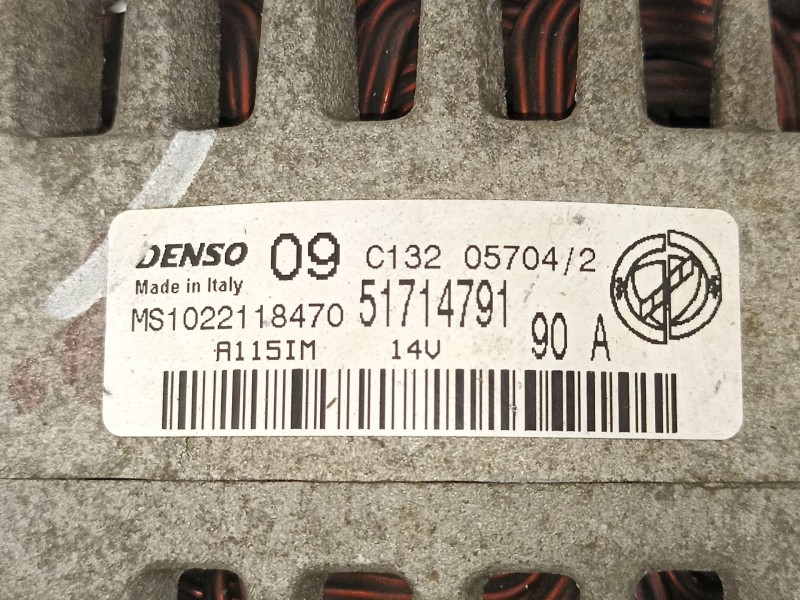 DENSO 09 C132 05704/2
Made in Italy
MS1022118470 51714791
A115IM 14V 90 A